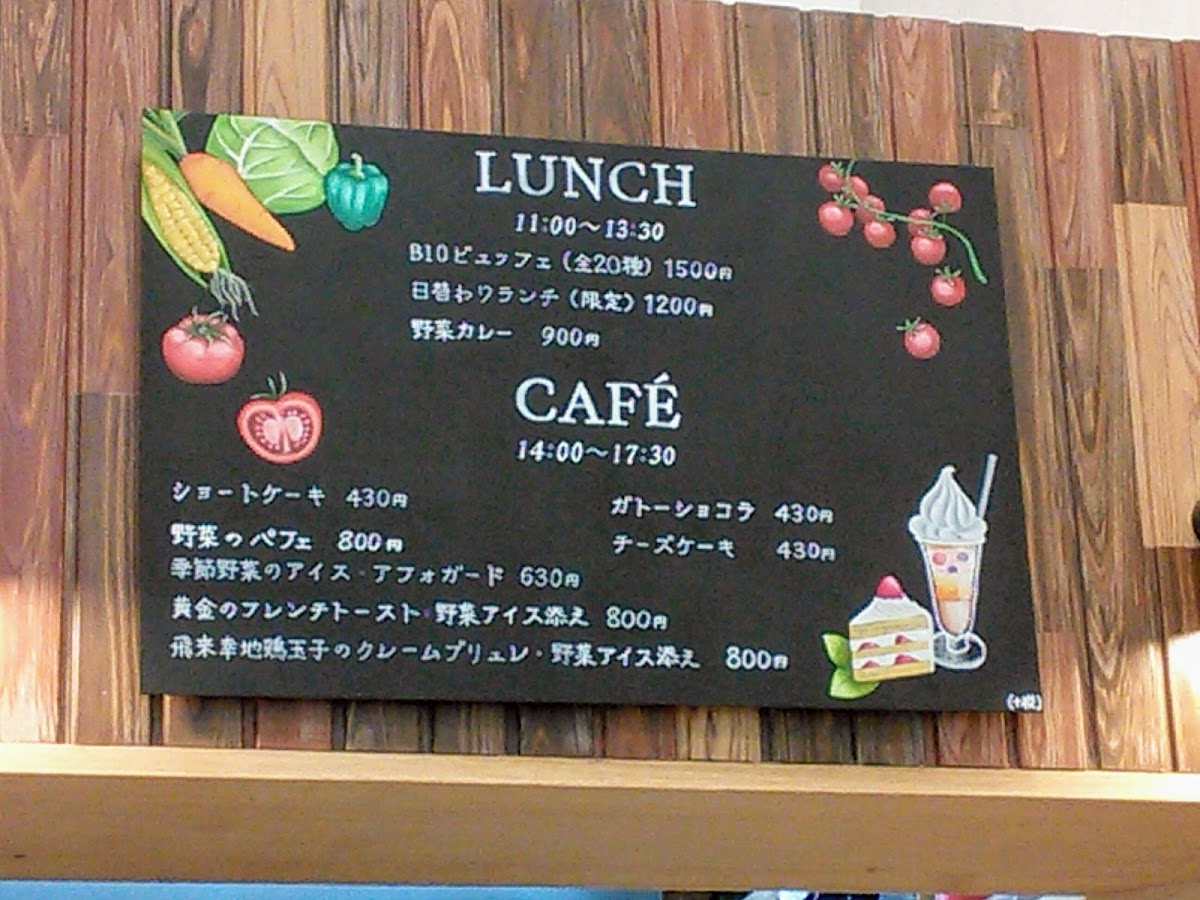 LUNCH
11:00～13:30
BIOビュッフェ（全20種）1500円
日替わりランチ（限定）1200円
野菜カレー 900円
CAFÉ
14:00～17:30
ショートケーキ 430円
ガトーショコラ 430円
野菜のパフェ 800円
チーズケーキ 430円
季節野菜のアイス・アフォガード 630円
黄金のフレンチトースト・野菜アイス添え 800円
飛来幸地鶏玉子のクレームブリュレ・野菜アイス添え 800円
(+税)